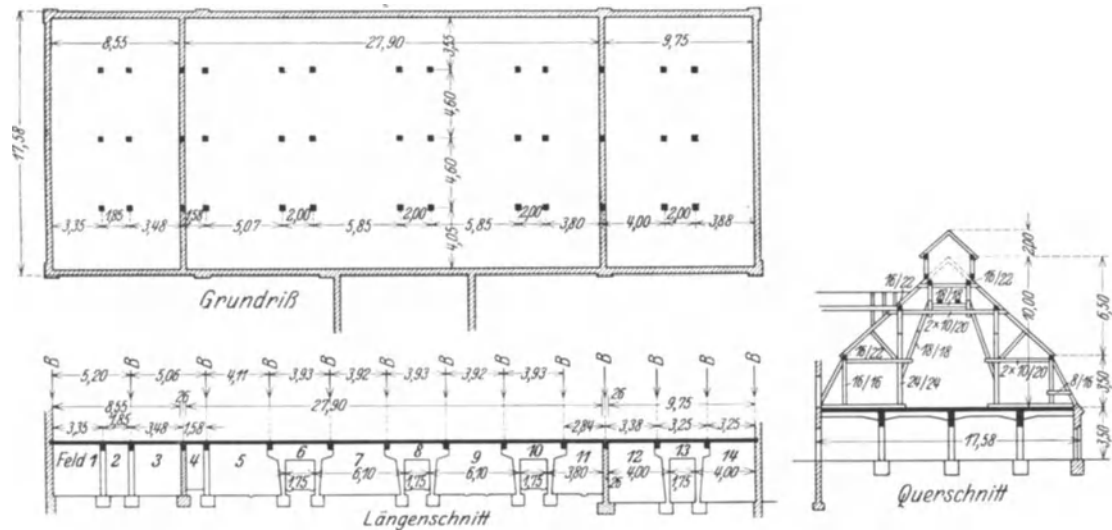 8,55 27,90 9,75
3,55
4,60
17,58
4,60
1,85 1,58 2,00 2,00 2,00 2,00
3,35 3,48 5,07 5,85 5,85 3,80 4,00 3,88
4,05
Grundriß
B B B B B B B B B B B B
5,20 5,06 4,11 3,93 3,92 3,93 3,92 3,93
8,55 26 27,90 26 9,75
1,85
3,35 3,48 1,58 2,84 3,38 3,25 3,25
Feld 1 2 3 4 5 6 7 8 9 10 11 12 13 14
1,75 6,10 1,75 6,10 1,75 3,80 4,00 1,75 4,00
26
Längenschnitt
2,00
16/22 16/22
18/18
10,00
6,50
2×10/20
18/18
16/22
2×10/20
16/16 24/24 8/16
3,50
17,58
3,50
Querschnitt